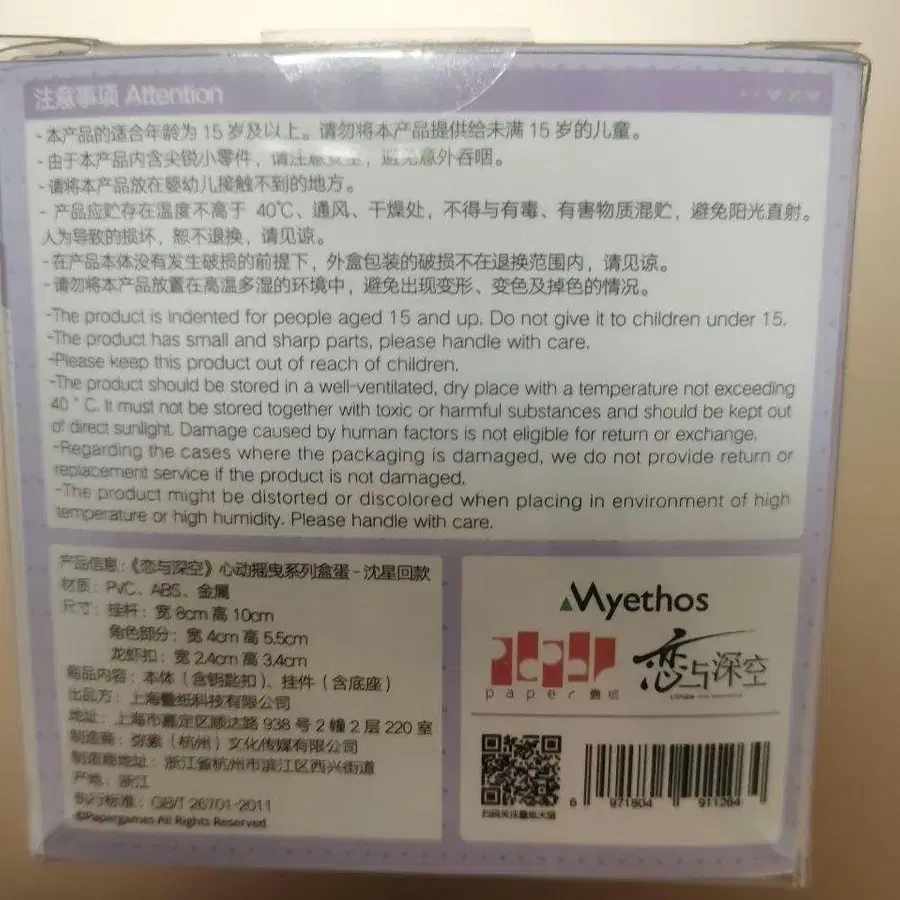 注意事项 Attention
- 本产品的适合年龄为 15 岁及以上。请勿将本产品提供给未满 15 岁的儿童。
- 由于本产品内含尖锐小零件，请注意安全，避免意外吞咽。
- 请将本产品放在婴幼儿接触不到的地方。
- 产品应贮存在温度不高于 40℃、通风、干燥处，不得与有毒、有害物质混贮，避免阳光直射。
人为导致的损坏，恕不退换，请见谅。
- 在产品本体没有发生破损的前提下，外盒包装的破损不在退换范围内，请见谅。
- 请勿将本产品放置在高温多湿的环境中，避免出现变形、变色及掉色的情况。
-The product is indented for people aged 15 and up. Do not give it to children under 15.
-The product has small and sharp parts, please handle with care.
-Please keep this product out of reach of children.
-The product should be stored in a well-ventilated, dry place with a temperature not exceeding
40 ° C. It must not be stored together with toxic or harmful substances and should be kept out
of direct sunlight. Damage caused by human factors is not eligible for return or exchange.
-Regarding the cases where the packaging is damaged, we do not provide return or
replacement service if the product is not damaged.
-The product might be distorted or discolored when placing in environment of high
temperature or high humidity. Please handle with care.
产品信息：《恋与深空》心动摇曳系列盒蛋 - 沈星回款
材质：PVC、ABS、金属
尺寸：挂杆：宽 8cm 高 10cm
角色部分：宽 4cm 高 5.5cm
龙虾扣：宽 2.4cm 高 3.4cm
商品内容：本体（含钥匙扣）、挂件（含底座）
出品方：上海叠纸科技有限公司
地址：上海市嘉定区顺达路 938 号 2 幢 2 层 220 室
制造商：弥素（杭州）文化传媒有限公司
制造商地址：浙江省杭州市滨江区西兴街道
产地：浙江
执行标准：GB/T 26701-2011
©Papergames All Rights Reserved
Myethos
paper
paper 叠纸
恋与深空
扫码关注叠纸大猫
6 971804 911264